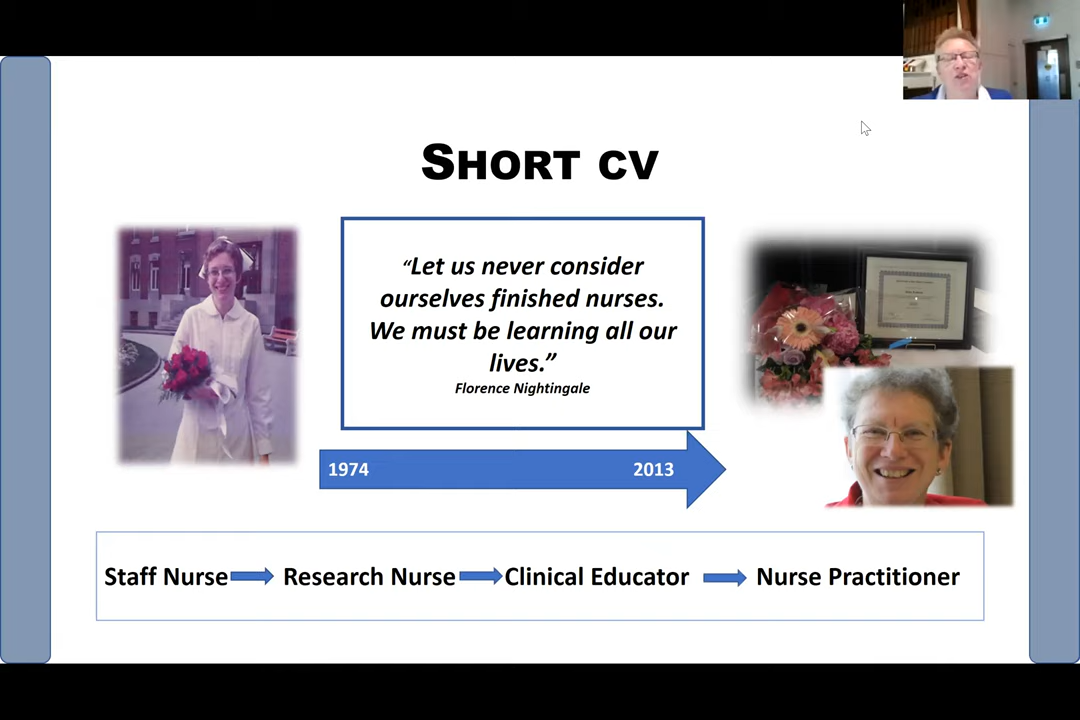 SHORT CV
“Let us never consider
ourselves finished nurses.
We must be learning all our
lives.”
Florence Nightingale
1974 2013
Staff Nurse Research Nurse Clinical Educator Nurse Practitioner